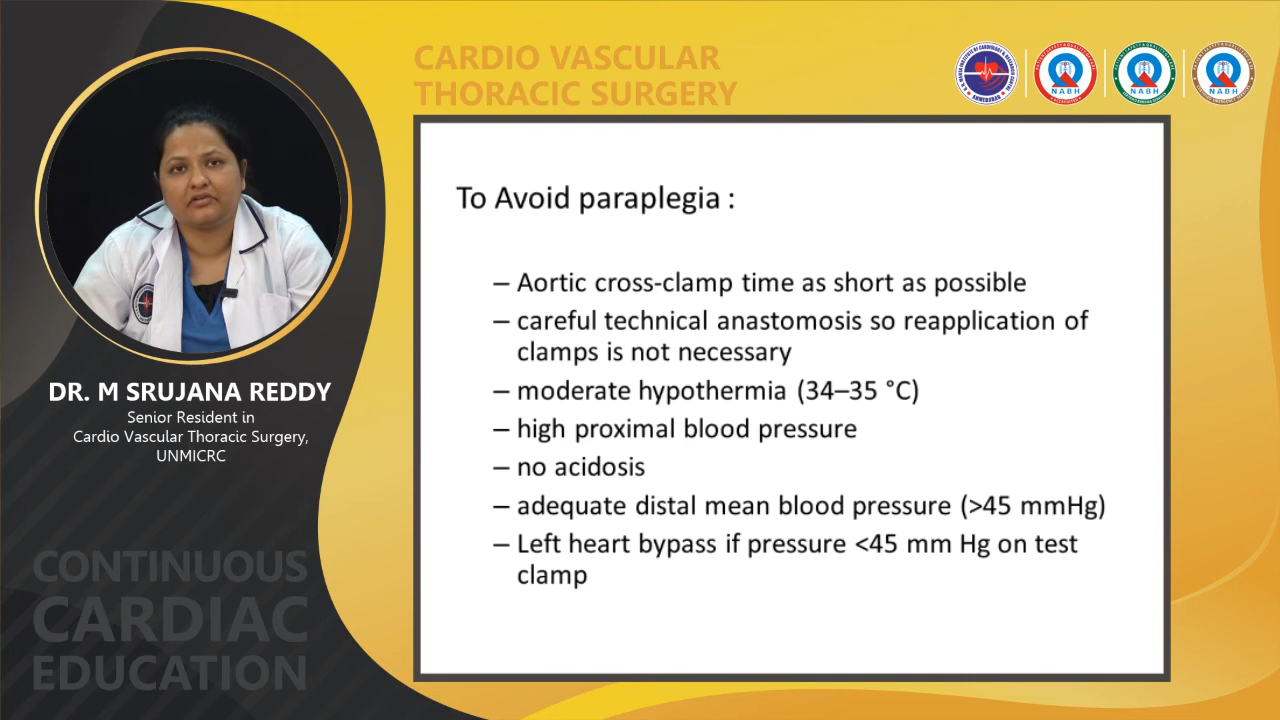 CARDIO VASCULAR
THORACIC SURGERY
NABH
NABH
NABH
To Avoid paraplegia :
– Aortic cross-clamp time as short as possible
– careful technical anastomosis so reapplication of
clamps is not necessary
– moderate hypothermia (34–35 °C)
– high proximal blood pressure
– no acidosis
– adequate distal mean blood pressure (>45 mmHg)
– Left heart bypass if pressure <45 mm Hg on test
clamp
DR. M SRUJANA REDDY
Senior Resident in
Cardio Vascular Thoracic Surgery,
UNMICRC
CONTINUOUS
CARDIAC
EDUCATION